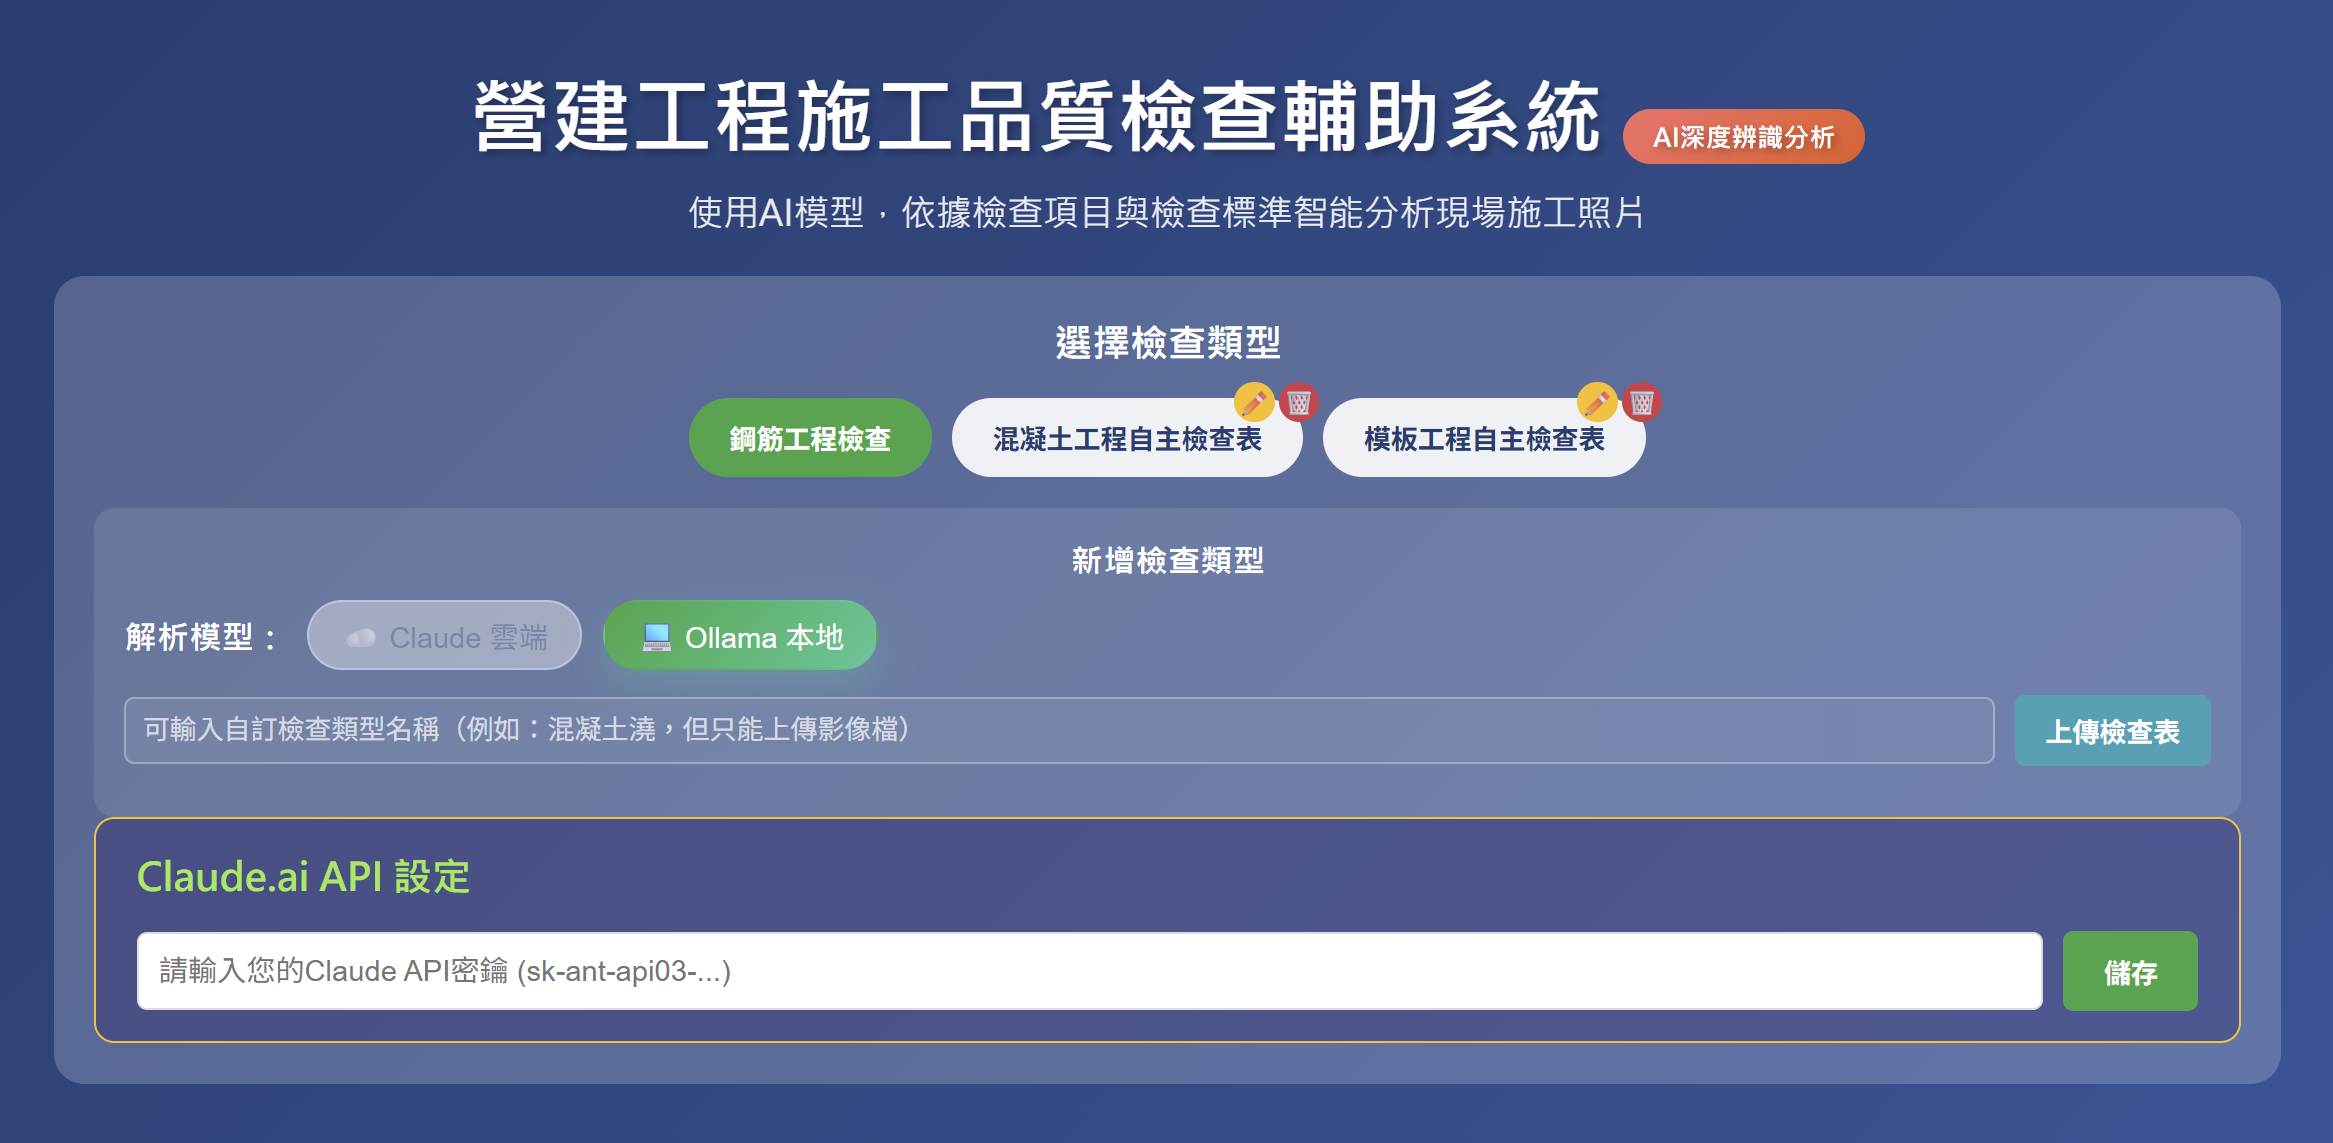 營建工程施工品質檢查輔助系統 AI深度辨識分析
使用AI模型，依據檢查項目與檢查標準智能分析現場施工照片
選擇檢查類型
鋼筋工程檢查 混凝土工程自主檢查表 模板工程自主檢查表
新增檢查類型
解析模型： Claude 雲端 Ollama 本地
可輸入自訂檢查類型名稱（例如：混凝土澆，但只能上傳影像檔） 上傳檢查表
Claude.ai API 設定
請輸入您的Claude API密鑰 (sk-ant-api03-...) 儲存